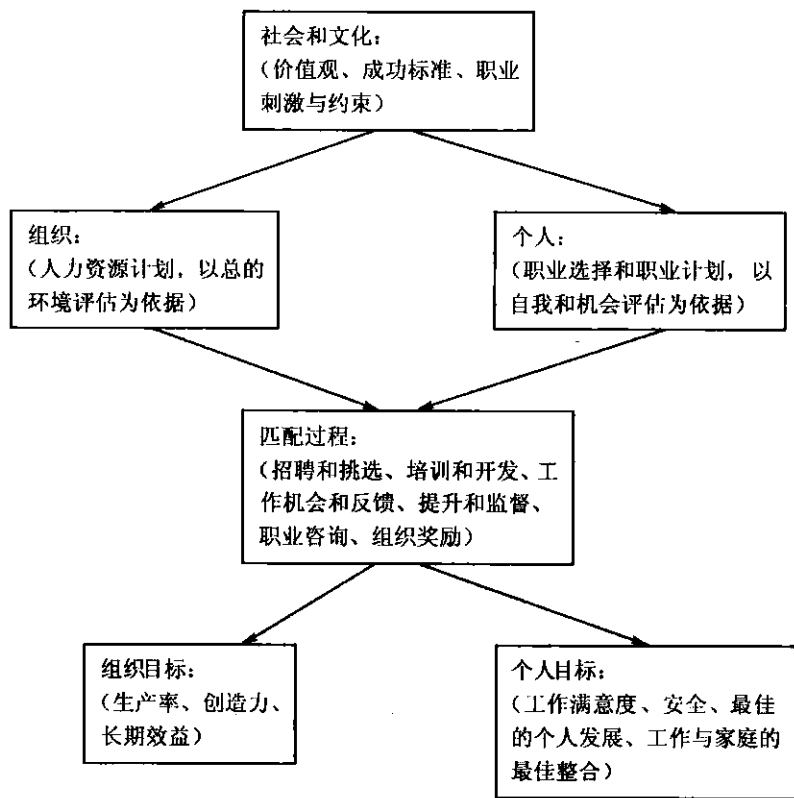 社会和文化：
（价值观、成功标准、职业
刺激与约束）
组织：
（人力资源计划，以总的
环境评估为依据）
个人：
（职业选择和职业计划，以
自我和机会评估为依据）
匹配过程：
（招聘和挑选、培训和开发、工
作机会和反馈、提升和监督、
职业咨询、组织奖励）
组织目标：
（生产率、创造力、
长期效益）
个人目标：
（工作满意度、安全、最佳
的个人发展、工作与家庭的
最佳整合）